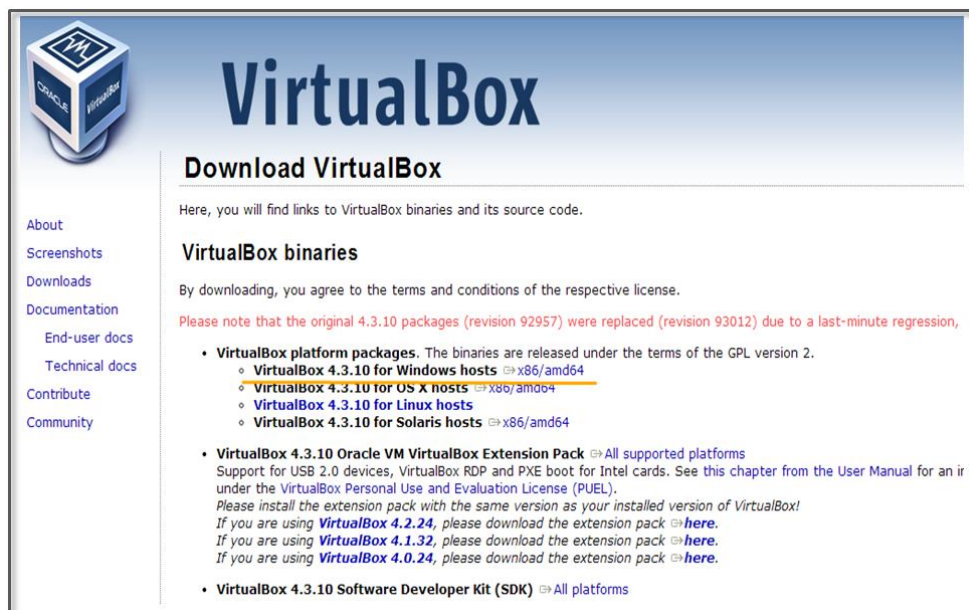 ORACLE
VirtualBox
VirtualBox
Download VirtualBox
Here, you will find links to VirtualBox binaries and its source code.
About
Screenshots
Downloads
Documentation
End-user docs
Technical docs
Contribute
Community
VirtualBox binaries
By downloading, you agree to the terms and conditions of the respective license.
Please note that the original 4.3.10 packages (revision 92957) were replaced (revision 93012) due to a last-minute regression,
• VirtualBox platform packages. The binaries are released under the terms of the GPL version 2.
◦ VirtualBox 4.3.10 for Windows hosts x86/amd64
◦ VirtualBox 4.3.10 for OS X hosts x86/amd64
◦ VirtualBox 4.3.10 for Linux hosts
◦ VirtualBox 4.3.10 for Solaris hosts x86/amd64
• VirtualBox 4.3.10 Oracle VM VirtualBox Extension Pack All supported platforms
Support for USB 2.0 devices, VirtualBox RDP and PXE boot for Intel cards. See this chapter from the User Manual for an
under the VirtualBox Personal Use and Evaluation License (PUEL).
Please install the extension pack with the same version as your installed version of VirtualBox!
If you are using VirtualBox 4.2.24, please download the extension pack here.
If you are using VirtualBox 4.1.32, please download the extension pack here.
If you are using VirtualBox 4.0.24, please download the extension pack here.
• VirtualBox 4.3.10 Software Developer Kit (SDK) All platforms